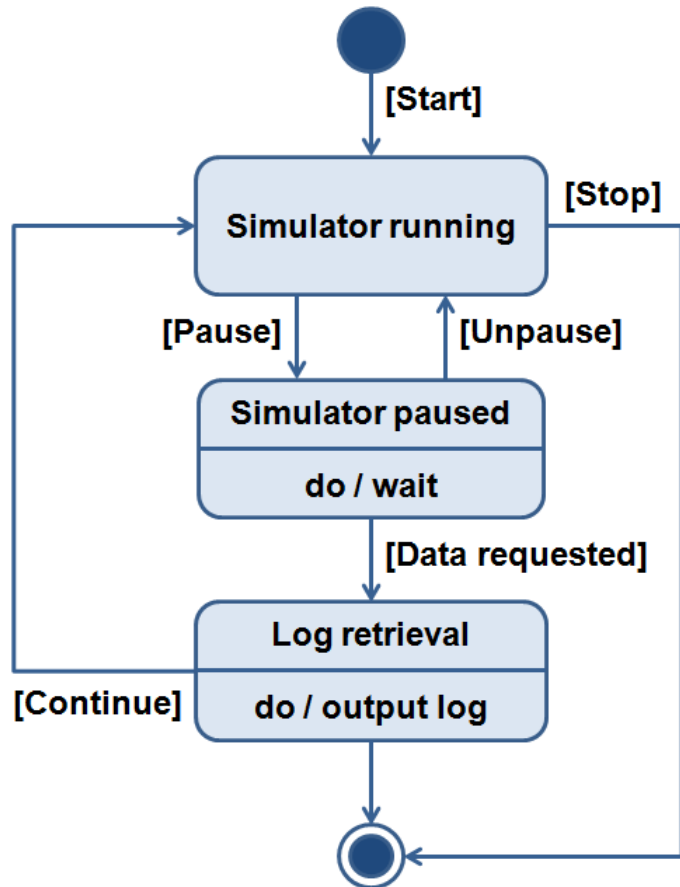 [Start]
Simulator running
[Stop]
[Pause]
[Unpause]
Simulator paused
do / wait
[Data requested]
Log retrieval
[Continue]
do / output log